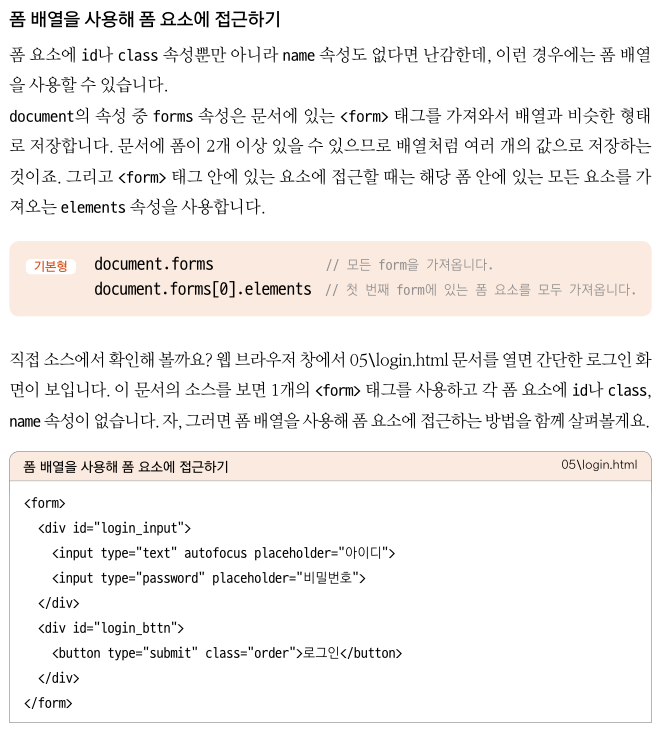 폼 배열을 사용해 폼 요소에 접근하기
폼 요소에 id나 class 속성뿐만 아니라 name 속성도 없다면 난감한데, 이런 경우에는 폼 배열
을 사용할 수 있습니다.
document의 속성 중 forms 속성은 문서에 있는 <form> 태그를 가져와서 배열과 비슷한 형태
로 저장합니다. 문서에 폼이 2개 이상 있을 수 있으므로 배열처럼 여러 개의 값으로 저장하는
것이죠. 그리고 <form> 태그 안에 있는 요소에 접근할 때는 해당 폼 안에 있는 모든 요소를 가
져오는 elements 속성을 사용합니다.
기본형 document.forms // 모든 form을 가져옵니다.
document.forms[0].elements // 첫 번째 form에 있는 폼 요소를 모두 가져옵니다.
직접 소스에서 확인해 볼까요? 웹 브라우저 창에서 05\login.html 문서를 열면 간단한 로그인 화
면이 보입니다. 이 문서의 소스를 보면 1개의 <form> 태그를 사용하고 각 폼 요소에 id나 class,
name 속성이 없습니다. 자, 그러면 폼 배열을 사용해 폼 요소에 접근하는 방법을 함께 살펴볼게요.
폼 배열을 사용해 폼 요소에 접근하기 05\login.html
<form>
<div id="login_input">
<input type="text" autofocus placeholder="아이디">
<input type="password" placeholder="비밀번호">
</div>
<div id="login_bttn">
<button type="submit" class="order">로그인</button>
</div>
</form>